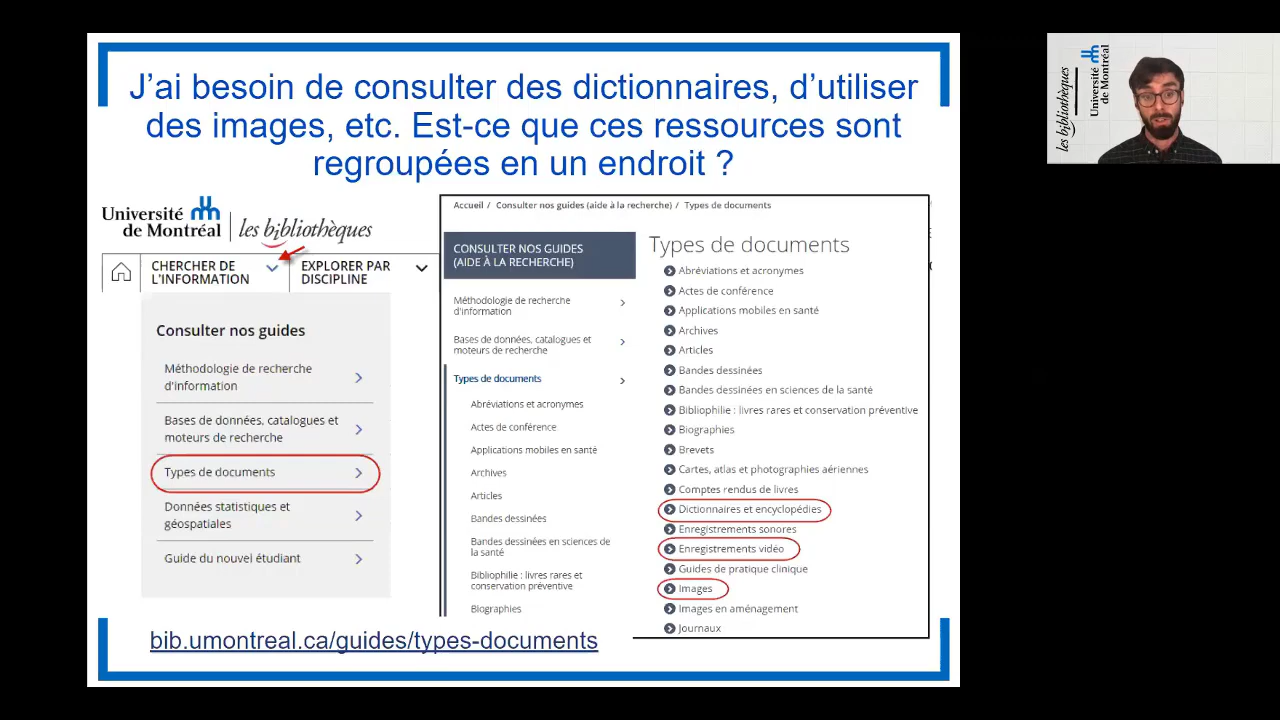 J'ai besoin de consulter des dictionnaires, d'utiliser
des images, etc. Est-ce que ces ressources sont
regroupées en un endroit ?
Université
de Montréal
les bibliothèques
CHERCHER DE
L'INFORMATION
EXPLORER PAR
DISCIPLINE
Consulter nos guides
Méthodologie de recherche
d'information
Bases de données, catalogues et
moteurs de recherche
Types de documents
Données statistiques et
géospatiales
Guide du nouvel étudiant
Accueil / Consulter nos guides (aide à la recherche) / Types de documents
CONSULTER NOS GUIDES
(AIDE À LA RECHERCHE)
Méthodologie de recherche
d'information
Bases de données, catalogues et
moteurs de recherche
Types de documents
Abréviations et acronymes
Actes de conférence
Applications mobiles en santé
Archives
Articles
Bandes dessinées
Bandes dessinées en sciences de
la santé
Bibliophilie : livres rares et
conservation préventive
Biographies
Types de documents
Abréviations et acronymes
Actes de conférence
Applications mobiles en santé
Archives
Articles
Bandes dessinées
Bandes dessinées en sciences de la santé
Bibliophilie : livres rares et conservation préventive
Biographies
Brevets
Cartes, atlas et photographies aériennes
Comptes rendus de livres
Dictionnaires et encyclopédies
Enregistrements sonores
Enregistrements vidéo
Guides de pratique clinique
Images
Images en aménagement
Journaux
bib.umontreal.ca/guides/types-documents
les bibliothèques
Université
de Montréal